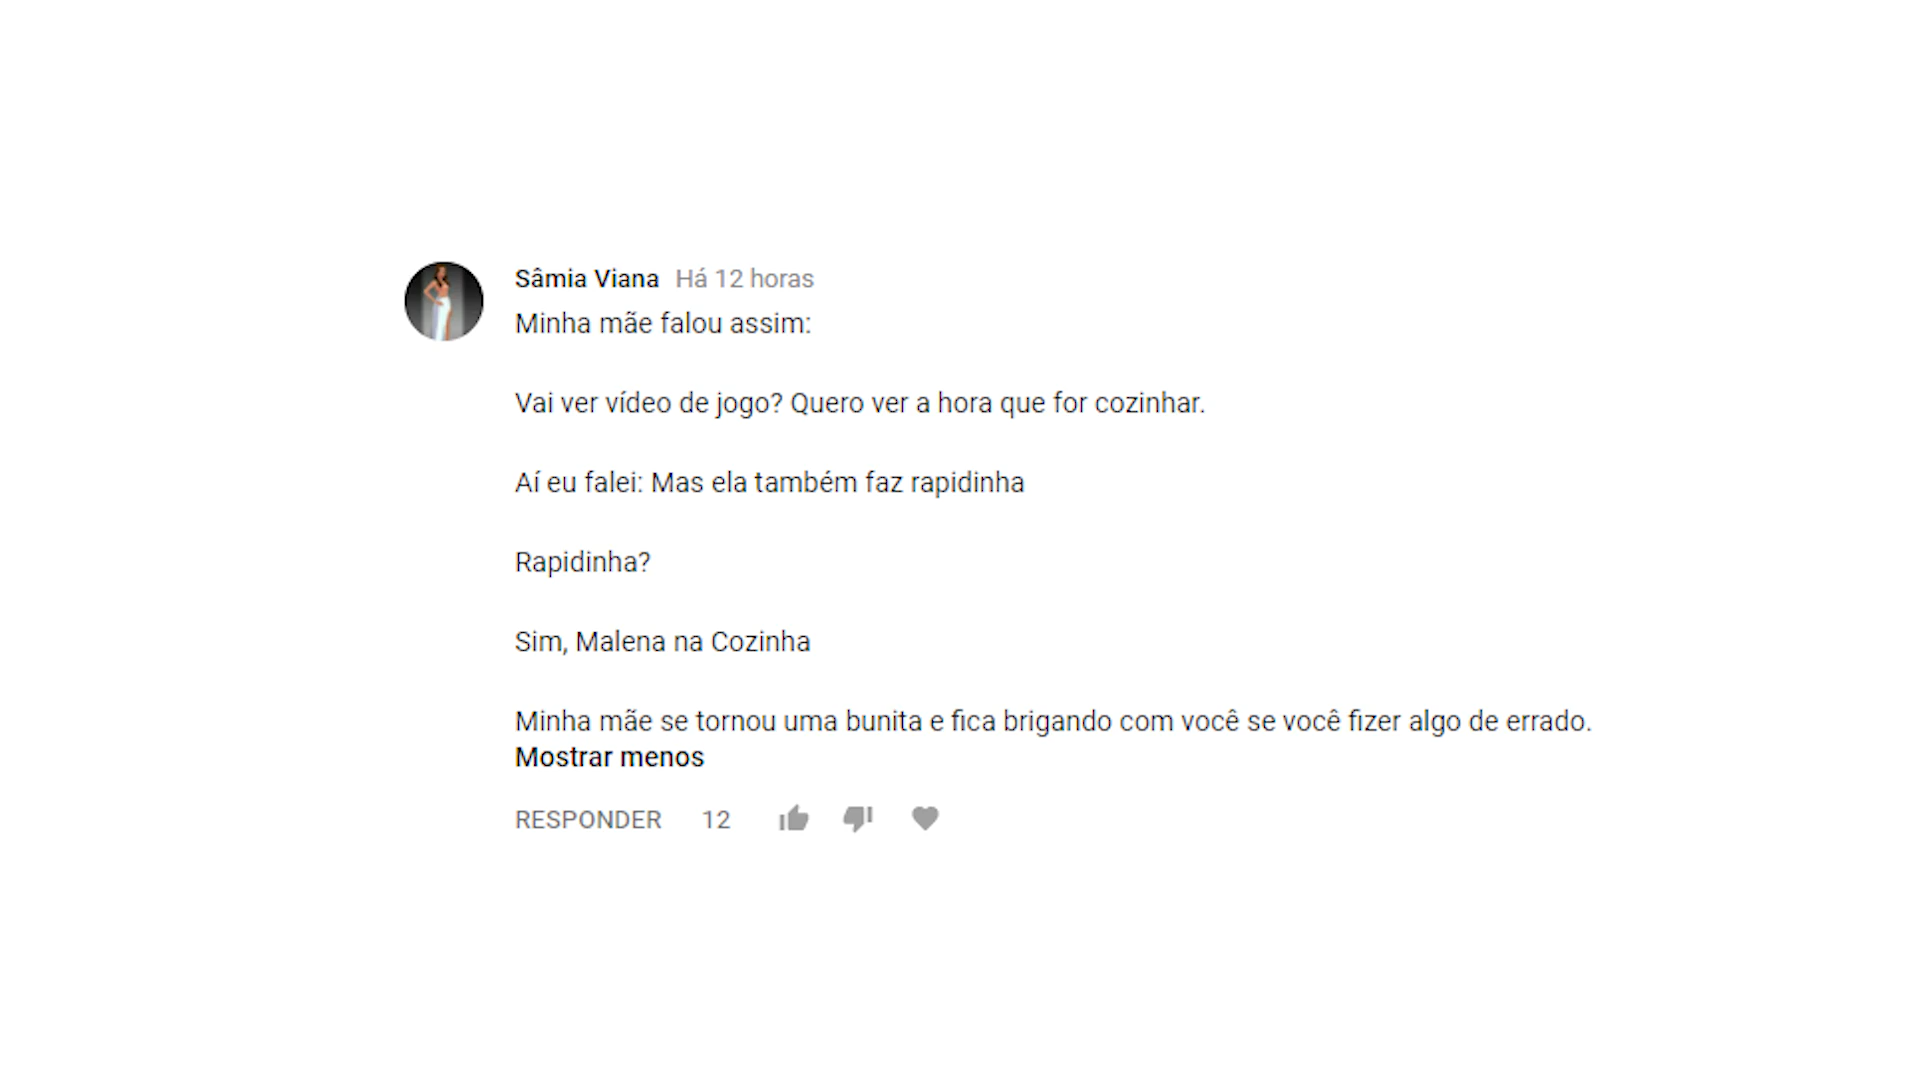 Sâmia Viana Há 12 horas
Minha mãe falou assim:
Vai ver vídeo de jogo? Quero ver a hora que for cozinhar.
Aí eu falei: Mas ela também faz rapidinha
Rapidinha?
Sim, Malena na Cozinha
Minha mãe se tornou uma bunita e fica brigando com você se você fizer algo de errado.
Mostrar menos
RESPONDER 12